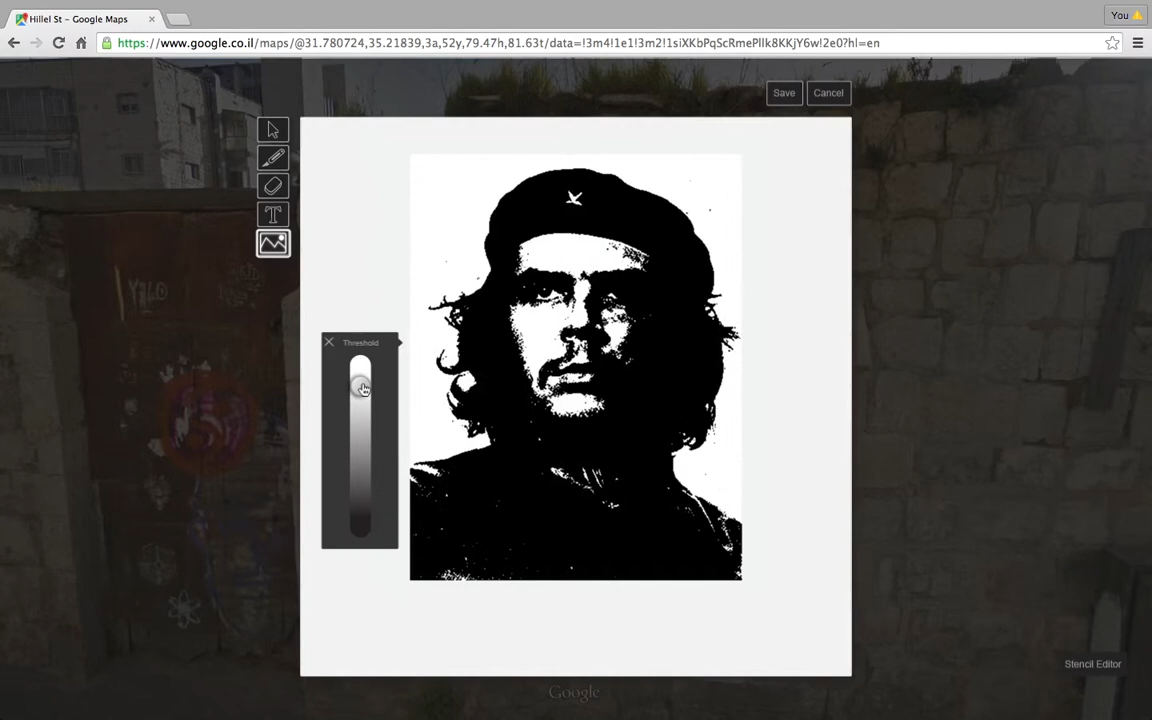 Hillel St - Google Maps
You
https://www.google.co.il/maps/@31.780724,35.21839,3a,52y,79.47h,81.63t/data=!3m4!1e1!3m2!1siXKbPqScRmePllk8KKjY6w!2e0?hl=en
Save
Cancel
T
Threshold
Stencil Editor
Google